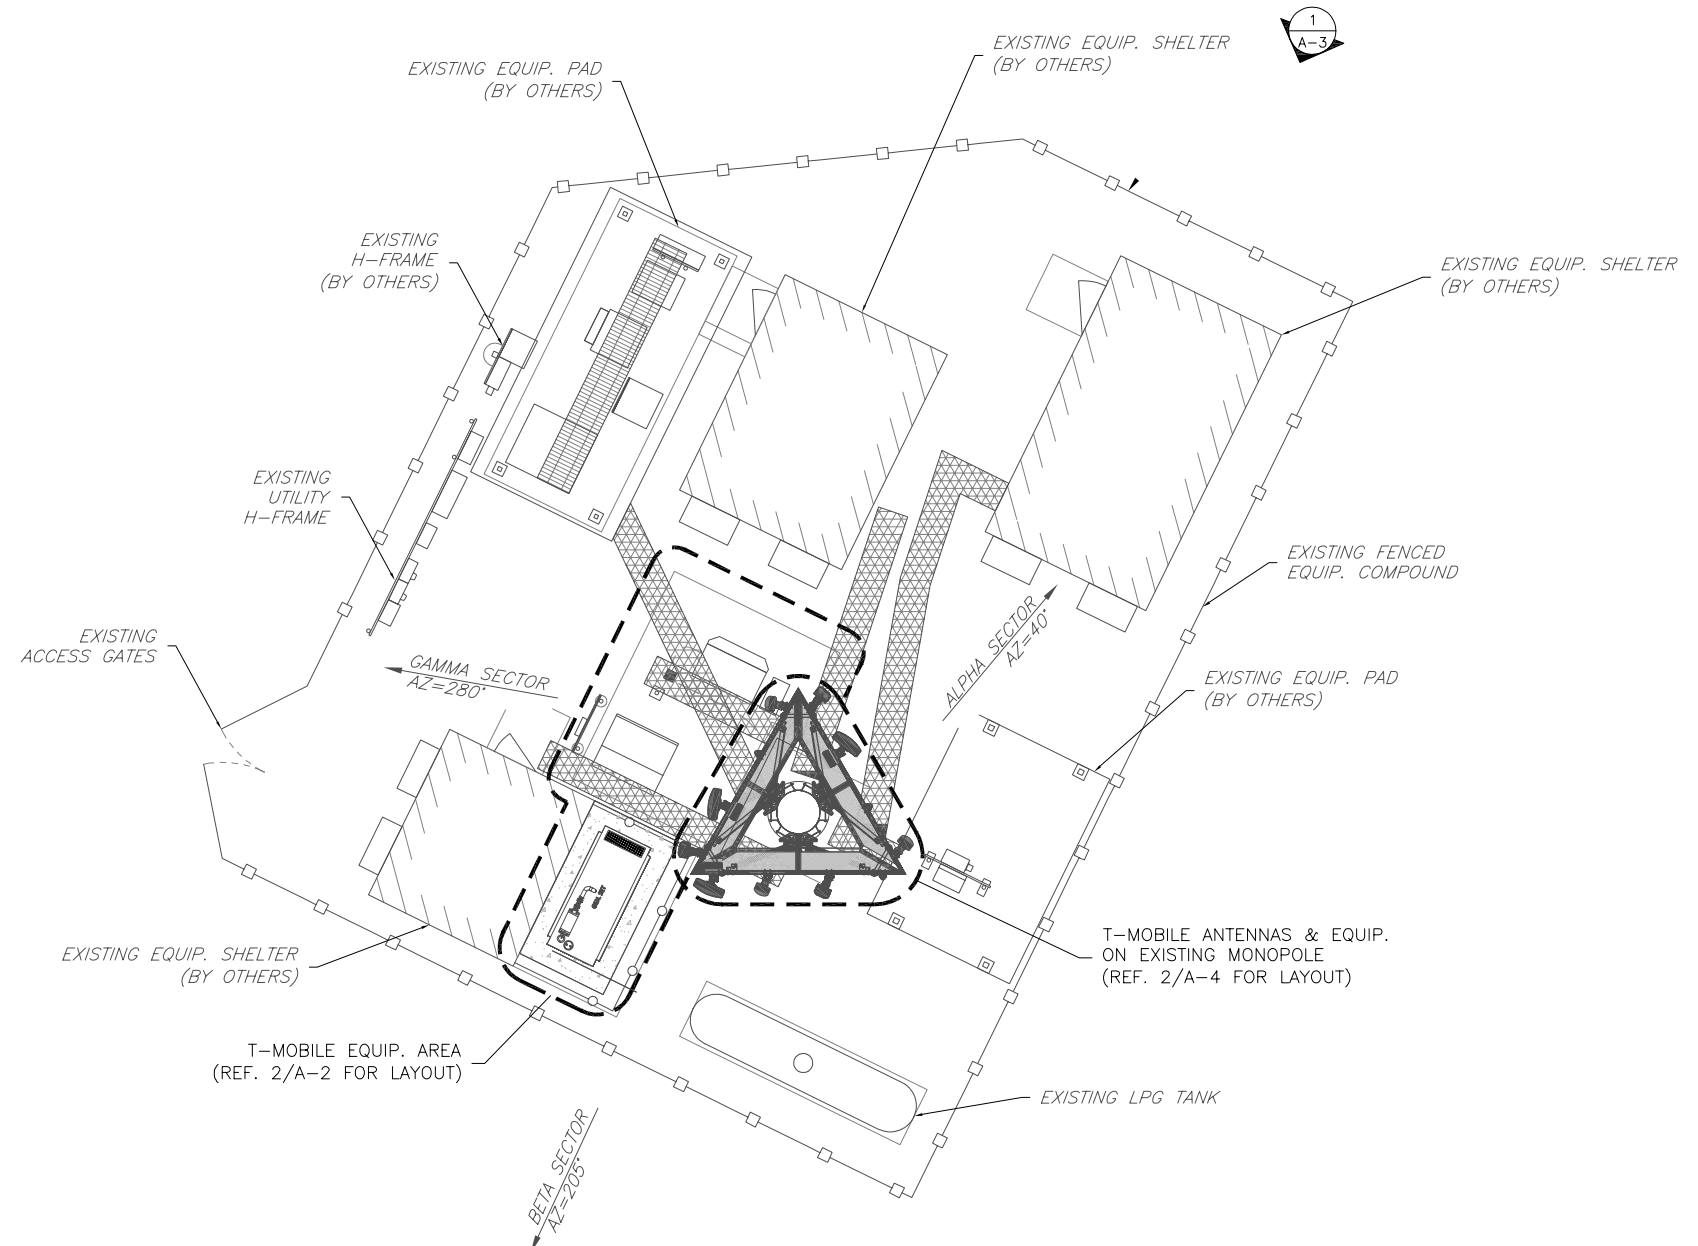 1
A-3
EXISTING EQUIP. SHELTER
(BY OTHERS)
EXISTING EQUIP. PAD
(BY OTHERS)
EXISTING
H-FRAME
(BY OTHERS)
EXISTING EQUIP. SHELTER
(BY OTHERS)
EXISTING
UTILITY
H-FRAME
EXISTING FENCED
EQUIP. COMPOUND
EXISTING
ACCESS GATES
GAMMA SECTOR
AZ=280°
ALPHA SECTOR
AZ=40°
EXISTING EQUIP. PAD
(BY OTHERS)
EXISTING EQUIP. SHELTER
(BY OTHERS)
T-MOBILE ANTENNAS & EQUIP.
ON EXISTING MONOPOLE
(REF. 2/A-4 FOR LAYOUT)
T-MOBILE EQUIP. AREA
(REF. 2/A-2 FOR LAYOUT)
EXISTING LPG TANK
BETA SECTOR
AZ=205°